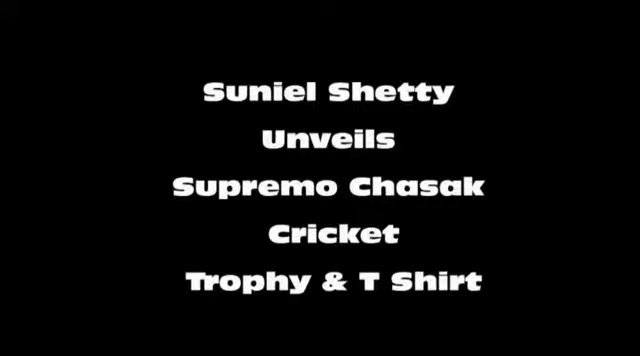 Suniel Shetty
Unveils
Supremo Chasak
Cricket
Trophy & T Shirt